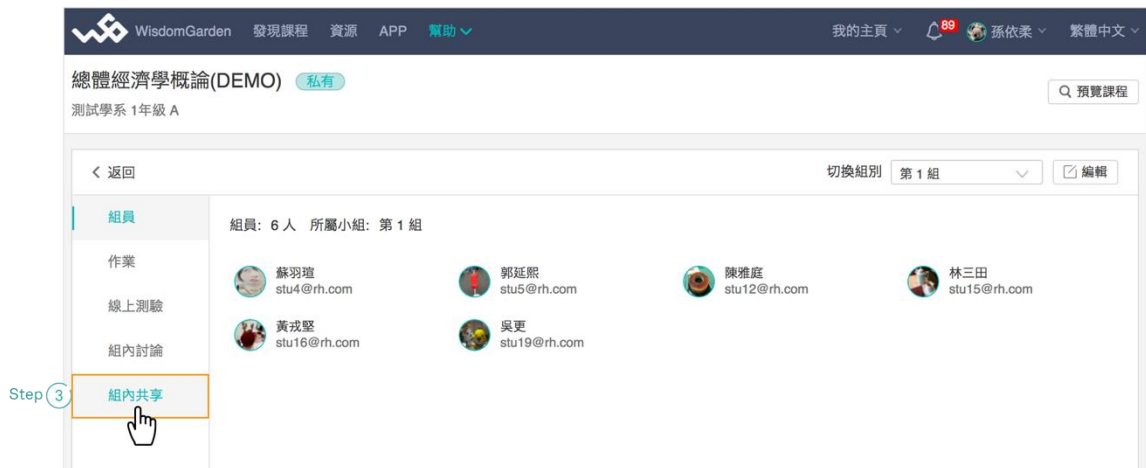 WisdomGarden 發現課程 資源 APP 幫助 我的主頁 89 孫依柔 繁體中文
總體經濟學概論(DEMO) 私有
預覽課程
測試學系 1年級 A
返回 切換組別 第 1 組 編輯
組員
組員: 6 人 所屬小組: 第 1 組
作業
蘇羽瑄 郭延熙 陳雅庭 林三田
stu4@rh.com stu5@rh.com stu12@rh.com stu15@rh.com
線上測驗
黃戎堅 吳更
stu16@rh.com stu19@rh.com
組內討論
Step 3 組內共享